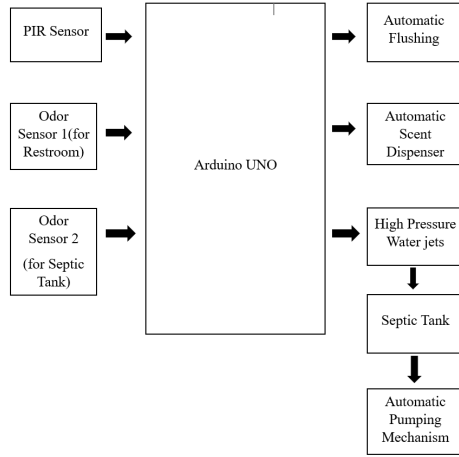 PIR Sensor
Odor
Sensor 1(for
Restroom)
Odor
Sensor 2
(for Septic
Tank)
Arduino UNO
Automatic
Flushing
Automatic
Scent
Dispenser
High Pressure
Water jets
Septic Tank
Automatic
Pumping
Mechanism